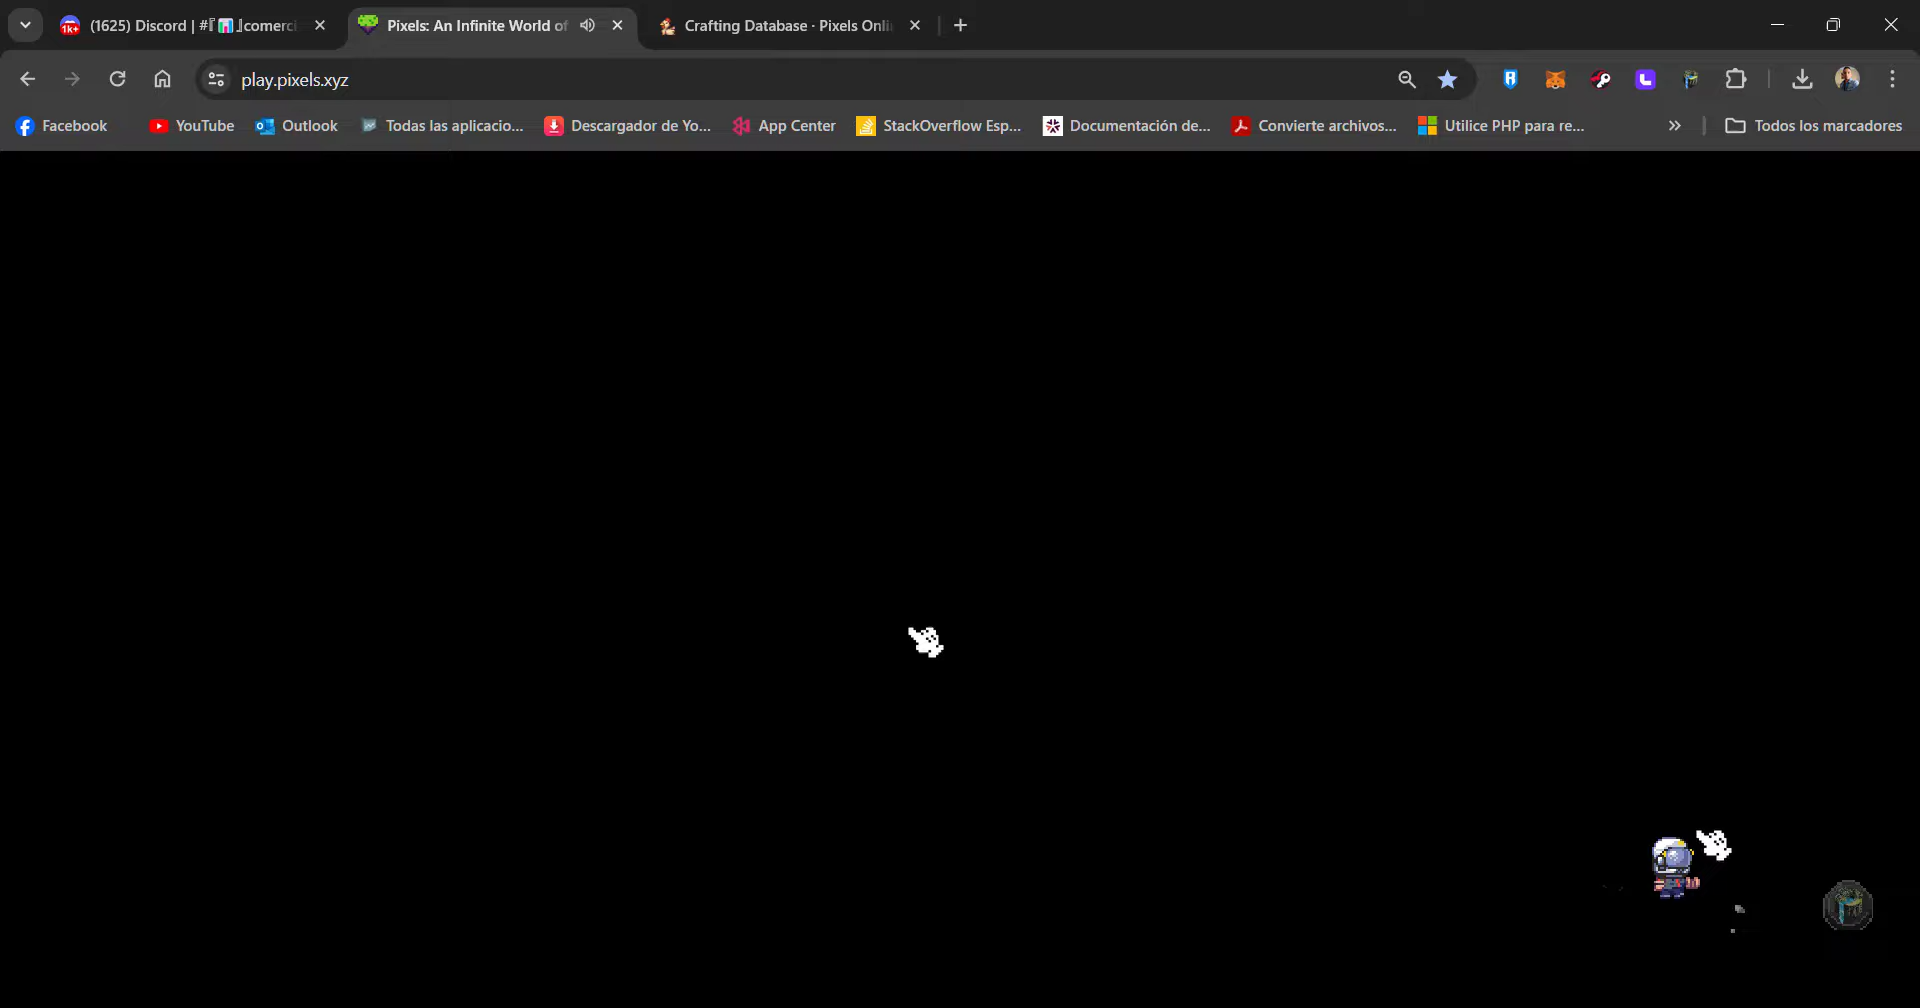 (1625) Discord | #『📊』comerci
Pixels: An Infinite World of
Crafting Database · Pixels Onli
play.pixels.xyz
Facebook
YouTube
Outlook
Todas las aplicacio...
Descargador de Yo...
App Center
StackOverflow Esp...
Documentación de...
Convierte archivos...
Utilice PHP para re...
Todos los marcadores